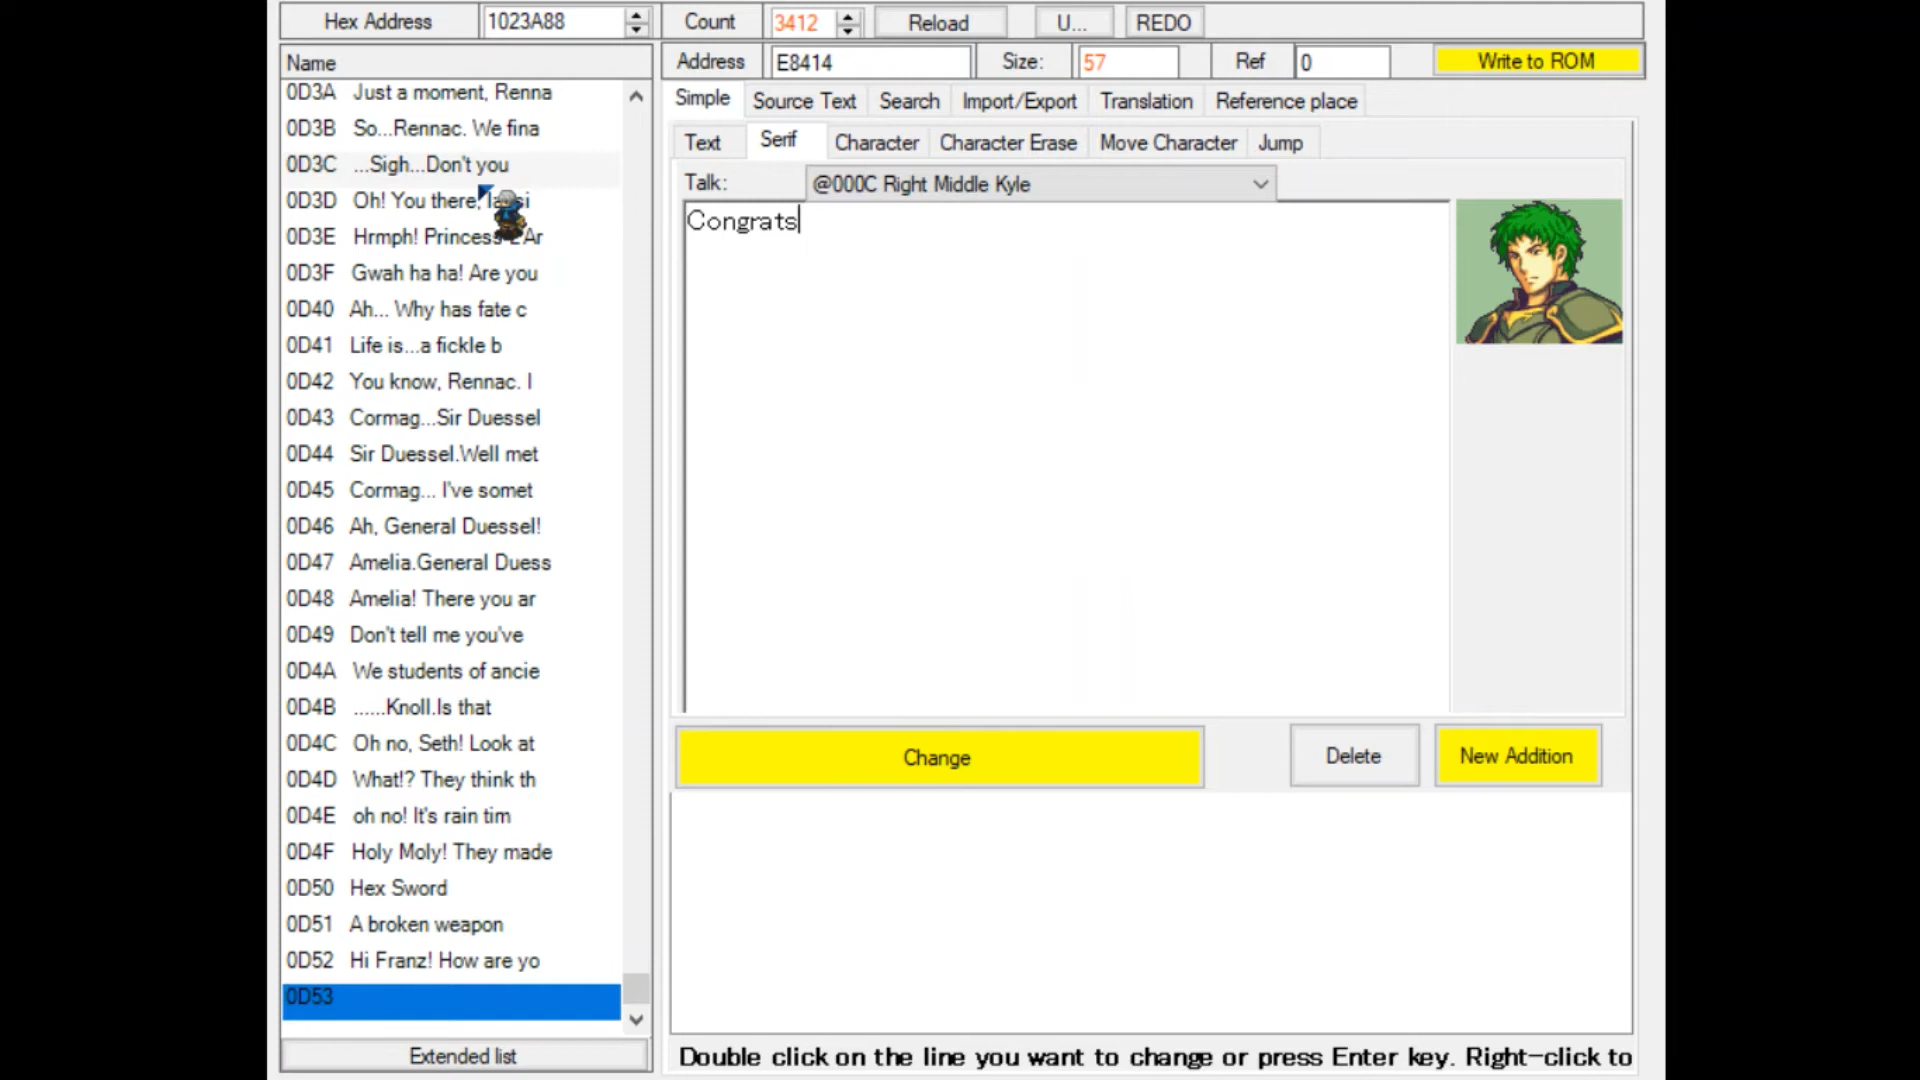 Hex Address 1023A88 Count 3412 Reload U... REDO
Name Address E8414 Size: 57 Ref 0 Write to ROM
Simple Source Text Search Import/Export Translation Reference place
Text Serif Character Character Erase Move Character Jump
Talk: @000C Right Middle Kyle
Congrats
0D3A Just a moment, Renna
0D3B So...Rennac. We fina
0D3C ...Sigh...Don't you
0D3D Oh! You there,
0D3E Hrmph! Princess L'Ar
0D3F Gwah ha ha! Are you
0D40 Ah... Why has fate c
0D41 Life is...a fickle b
0D42 You know, Rennac. I
0D43 Cormag...Sir Duessel
0D44 Sir Duessel.Well met
0D45 Cormag... I've somet
0D46 Ah, General Duessel!
0D47 Amelia.General Duess
0D48 Amelia! There you ar
0D49 Don't tell me you've
0D4A We students of ancie
0D4B ......Knoll.Is that
0D4C Oh no, Seth! Look at
0D4D What!? They think th
0D4E oh no! It's rain tim
0D4F Holy Moly! They made
0D50 Hex Sword
0D51 A broken weapon
0D52 Hi Franz! How are yo
0D53
Change Delete New Addition
Extended list
Double click on the line you want to change or press Enter key. Right-click to